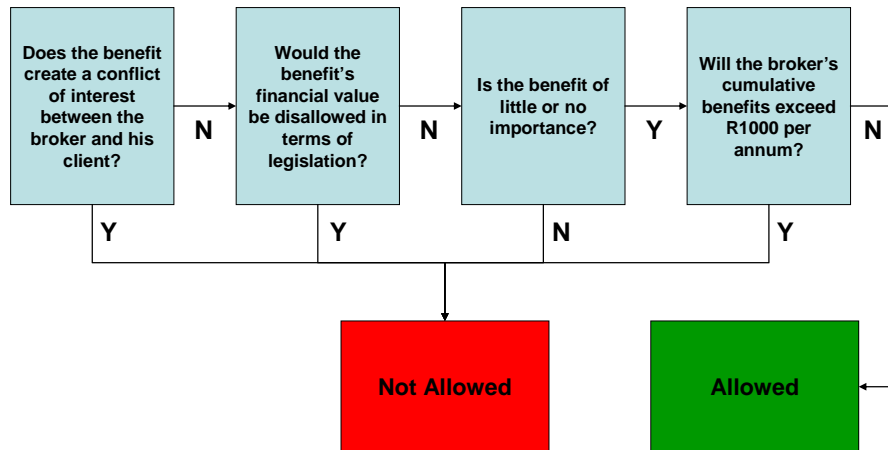 Does the benefit
create a conflict
of interest
between the
broker and his
client?
N
Would the
benefit's
financial value
be disallowed in
terms of
legislation?
N
Is the benefit of
little or no
importance?
Y
Will the broker's
cumulative
benefits exceed
R1000 per
annum?
N
Y
Y
N
Y
Not Allowed
Allowed